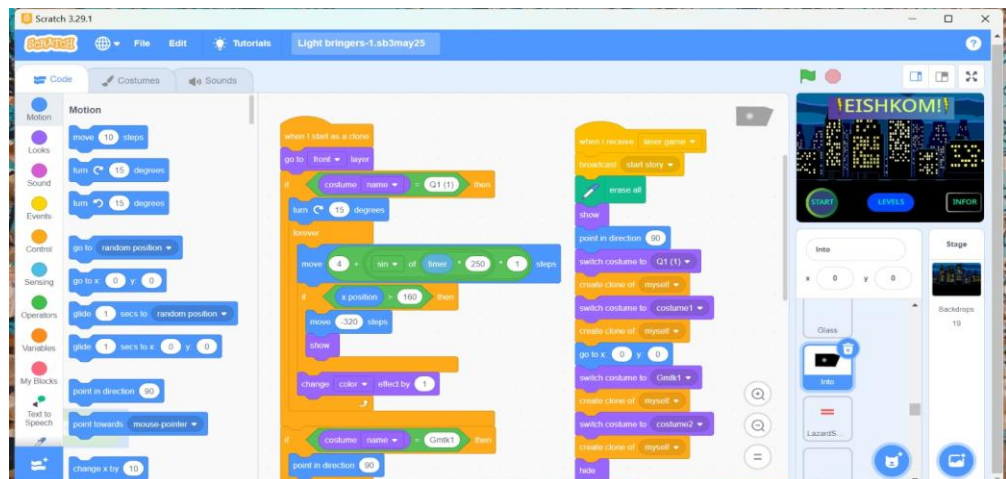 Scratch 3.29.1
SCRATCH File Edit Tutorials Light bringers-1.sb3may25
Code Costumes Sounds
Motion
Looks
Sound
Events
Control
Sensing
Operators
Variables
My Blocks
Text to
Speech
Motion
move 10 steps
turn 15 degrees
turn 15 degrees
go to random position
go to x: 0 y: 0
glide 1 secs to random position
glide 1 secs to x: 0 y: 0
point in direction 90
point towards mouse-pointer
change x by 10
when I start as a clone
go to front layer
if costume name = Q1 (1) then
turn 15 degrees
forever
move 4 + sin of timer * 250 * 1 steps
if x position > 160 then
move -320 steps
show
change color effect by 1
if costume name = Gmtk1 then
point in direction 90
when I receive laser game
broadcast start story
erase all
show
point in direction 90
switch costume to Q1 (1)
create clone of myself
switch costume to costume1
create clone of myself
go to x: 0 y: 0
switch costume to Gmtk1
create clone of myself
switch costume to costume2
create clone of myself
hide
EISHKOM!
START LEVELS INFOR
Into
x 0 y 0
Glass
Into
LazardS...
Stage
Backdrops
19